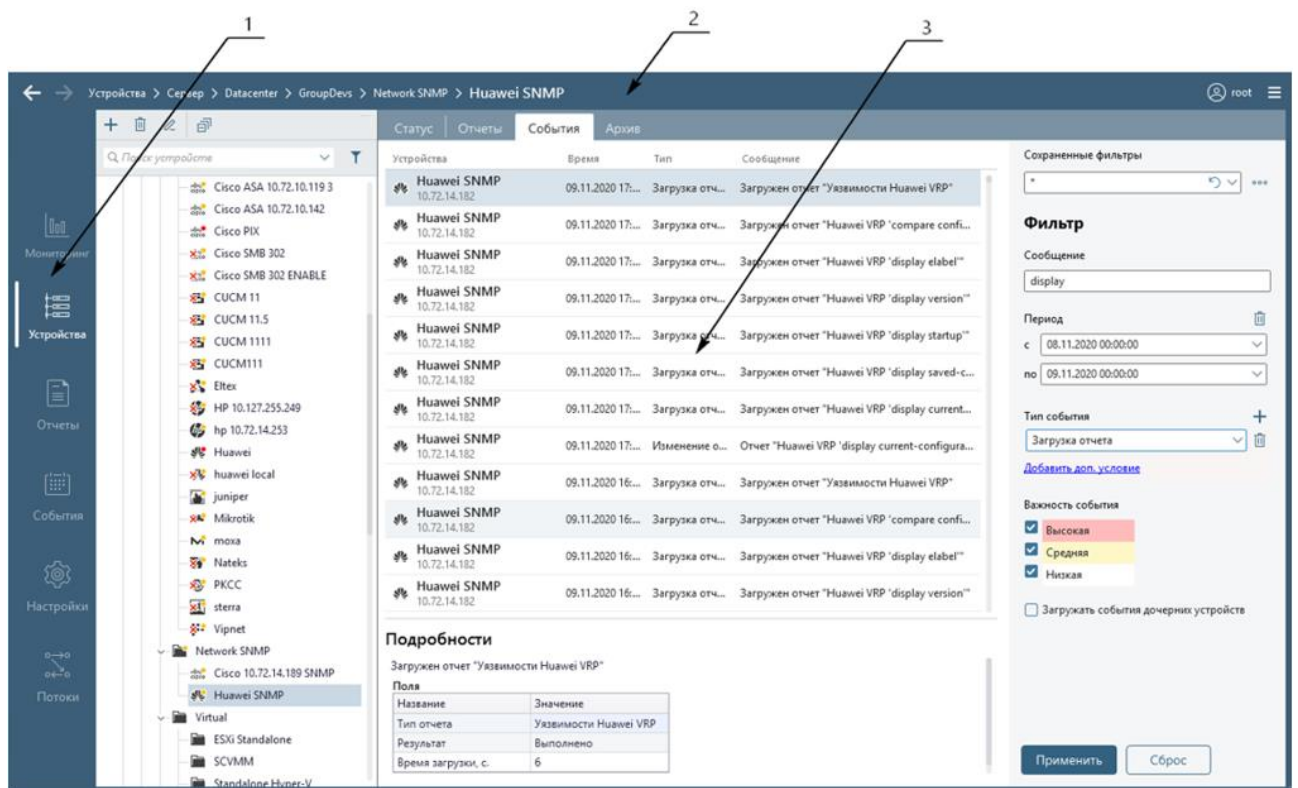 1
2
3
Устройства > Сервер > Datacenter > GroupDevs > Network SNMP > Huawei SNMP
root
Поиск устройств
Мониторинг
Устройства
Отчеты
События
Настройки
Потоки
Cisco ASA 10.72.10.119 3
Cisco ASA 10.72.10.142
Cisco PIX
Cisco SMB 302
Cisco SMB 302 ENABLE
CUCM 11
CUCM 11.5
CUCM 1111
CUCM111
Eltex
HP 10.127.255.249
hp 10.72.14.253
Huawei
huawei local
juniper
Mikrotik
moxa
Nateks
РКСС
sterra
Vipnet
Network SNMP
Cisco 10.72.14.189 SNMP
Huawei SNMP
Virtual
ESXi Standalone
SCVMM
Standalone Hyper-V
Статус Отчеты События Архив
Устройства Время Тип Сообщение
Huawei SNMP 09.11.2020 17:... Загрузка отч... Загружен отчет "Уязвимости Huawei VRP"
10.72.14.182
Huawei SNMP 09.11.2020 17:... Загрузка отч... Загружен отчет "Huawei VRP 'compare confi...
10.72.14.182
Huawei SNMP 09.11.2020 17:... Загрузка отч... Загружен отчет "Huawei VRP 'display elabel'"
10.72.14.182
Huawei SNMP 09.11.2020 17:... Загрузка отч... Загружен отчет "Huawei VRP 'display version'"
10.72.14.182
Huawei SNMP 09.11.2020 17:... Загрузка отч... Загружен отчет "Huawei VRP 'display startup'"
10.72.14.182
Huawei SNMP 09.11.2020 17:... Загрузка отч... Загружен отчет "Huawei VRP 'display saved-c...
10.72.14.182
Huawei SNMP 09.11.2020 17:... Загрузка отч... Загружен отчет "Huawei VRP 'display current...
10.72.14.182
Huawei SNMP 09.11.2020 17:... Изменение о... Отчет "Huawei VRP 'display current-configura...
10.72.14.182
Huawei SNMP 09.11.2020 16:... Загрузка отч... Загружен отчет "Уязвимости Huawei VRP"
10.72.14.182
Huawei SNMP 09.11.2020 16:... Загрузка отч... Загружен отчет "Huawei VRP 'compare confi...
10.72.14.182
Huawei SNMP 09.11.2020 16:... Загрузка отч... Загружен отчет "Huawei VRP 'display elabel'"
10.72.14.182
Huawei SNMP 09.11.2020 16:... Загрузка отч... Загружен отчет "Huawei VRP 'display version'"
10.72.14.182
Подробности
Загружен отчет "Уязвимости Huawei VRP"
Поля
Название Значение
Тип отчета Уязвимости Huawei VRP
Результат Выполнено
Время загрузки, с. 6
Сохраненные фильтры
*
Фильтр
Сообщение
display
Период
с 08.11.2020 00:00:00
по 09.11.2020 00:00:00
Тип события
Загрузка отчета
Добавить доп. условие
Важность события
Высокая
Средняя
Низкая
Загружать события дочерних устройств
Применить Сброс